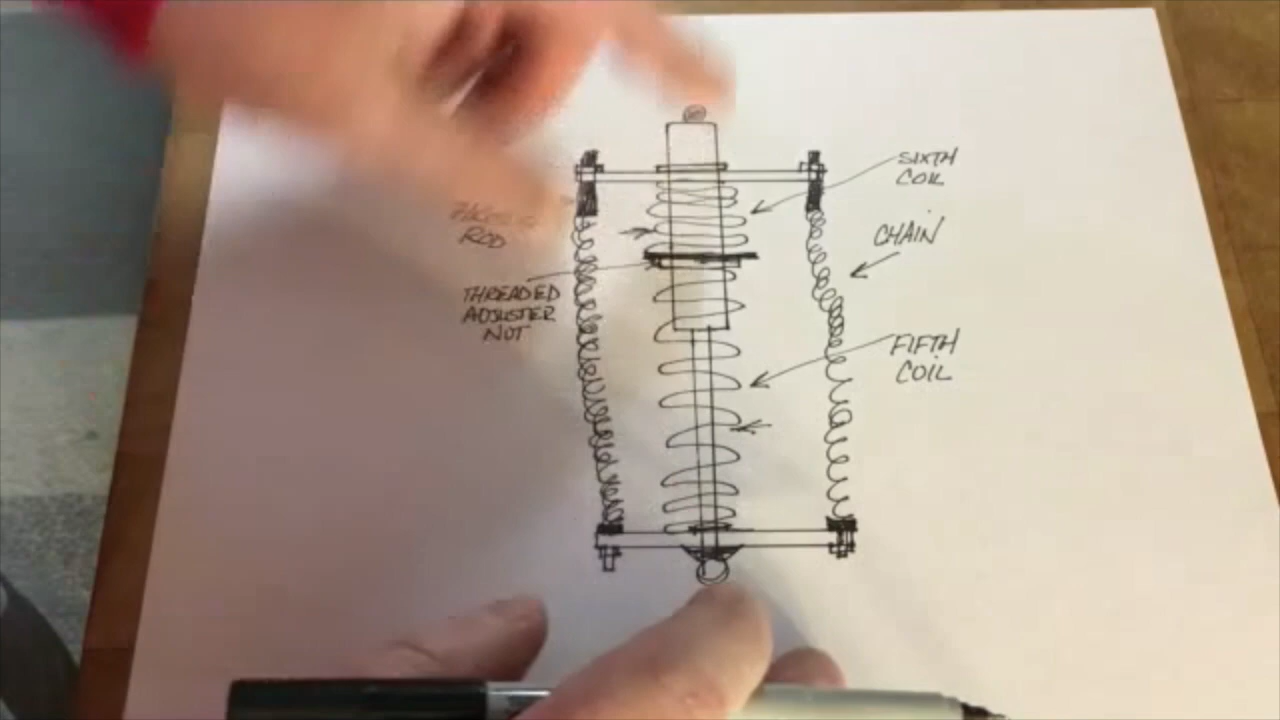 SIXTH
COIL
ROD
CHAIN
THREADED
ADJUSTER
NUT
FIFTH
COIL